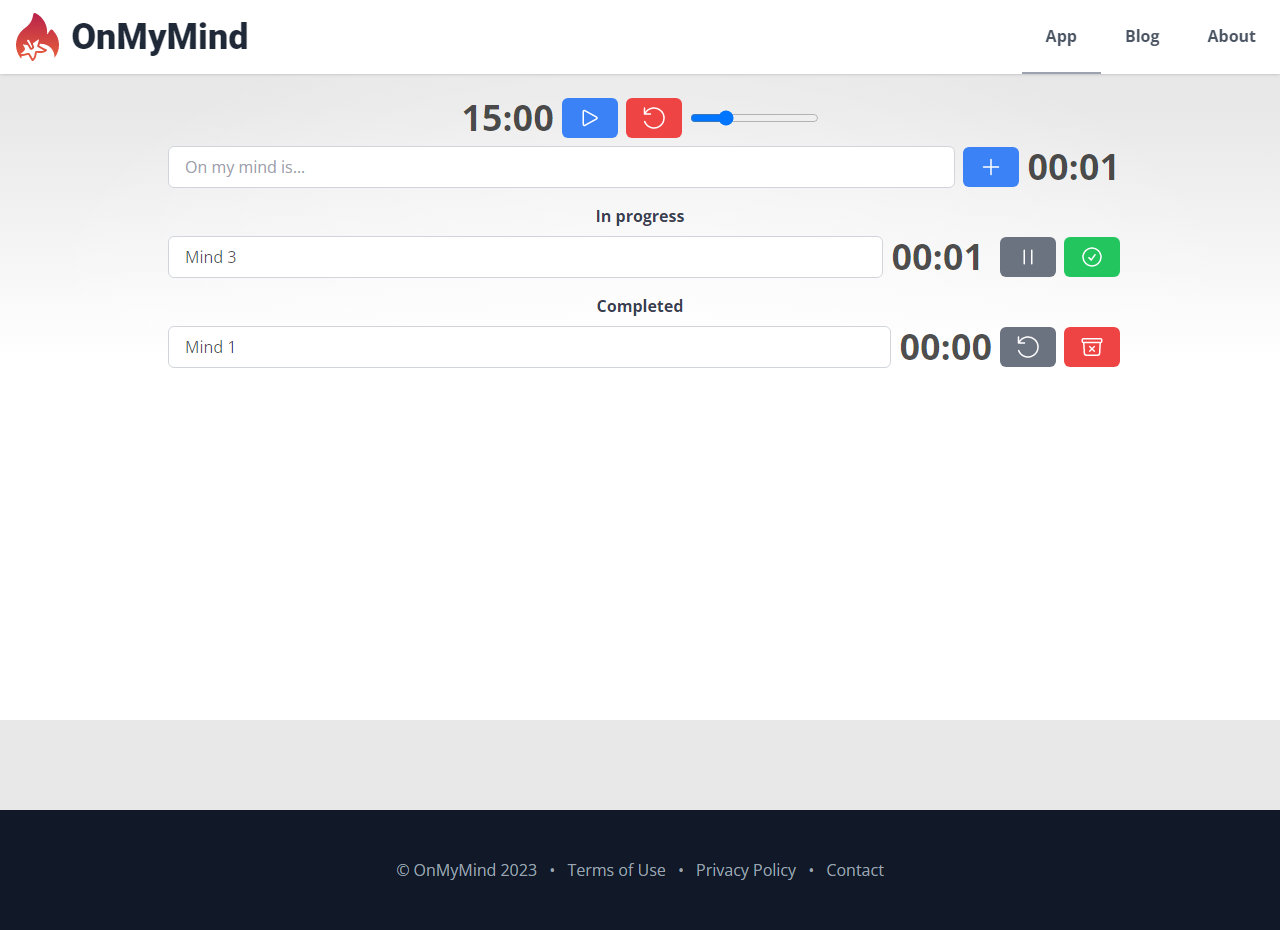 OnMyMind
App Blog About
15:00
On my mind is... 00:01
In progress
Mind 3 00:01
Completed
Mind 1 00:00
© OnMyMind 2023 • Terms of Use • Privacy Policy • Contact